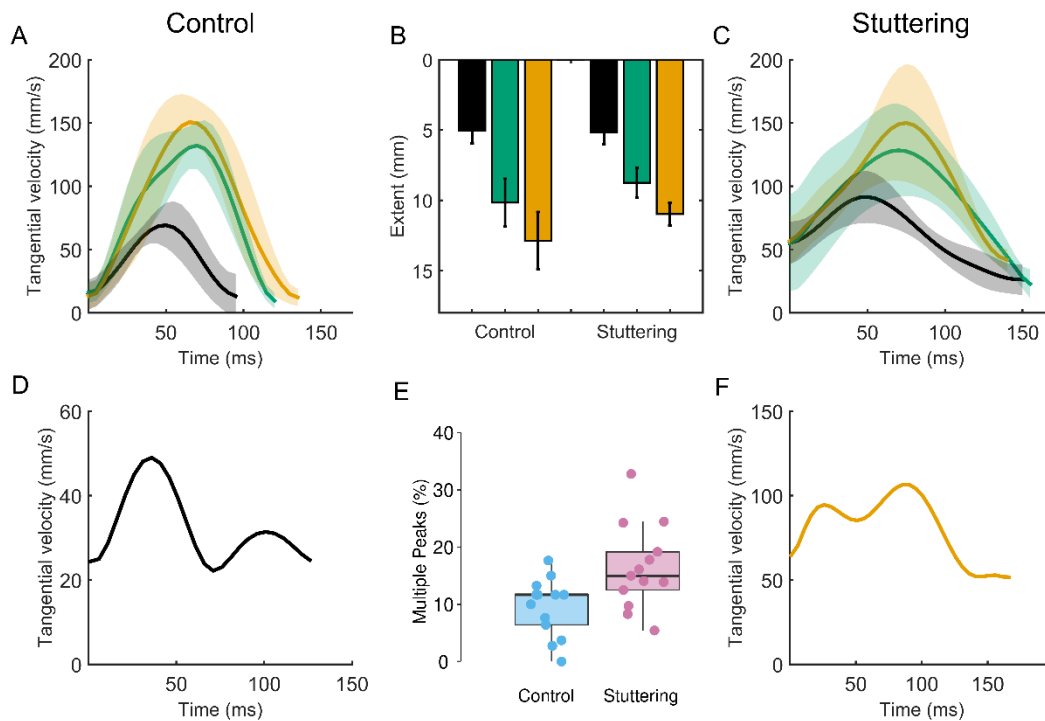 Control
Stuttering
A
Tangential velocity (mm/s)
200
150
100
50
0
50
100
150
Time (ms)
B
Extent (mm)
0
5
10
15
Control
Stuttering
C
Tangential velocity (mm/s)
200
150
100
50
0
50
100
150
Time (ms)
D
Tangential velocity (mm/s)
60
40
20
0
50
100
150
Time (ms)
E
Multiple Peaks (%)
40
30
20
10
0
Control
Stuttering
F
Tangential velocity (mm/s)
150
100
50
0
50
100
150
Time (ms)